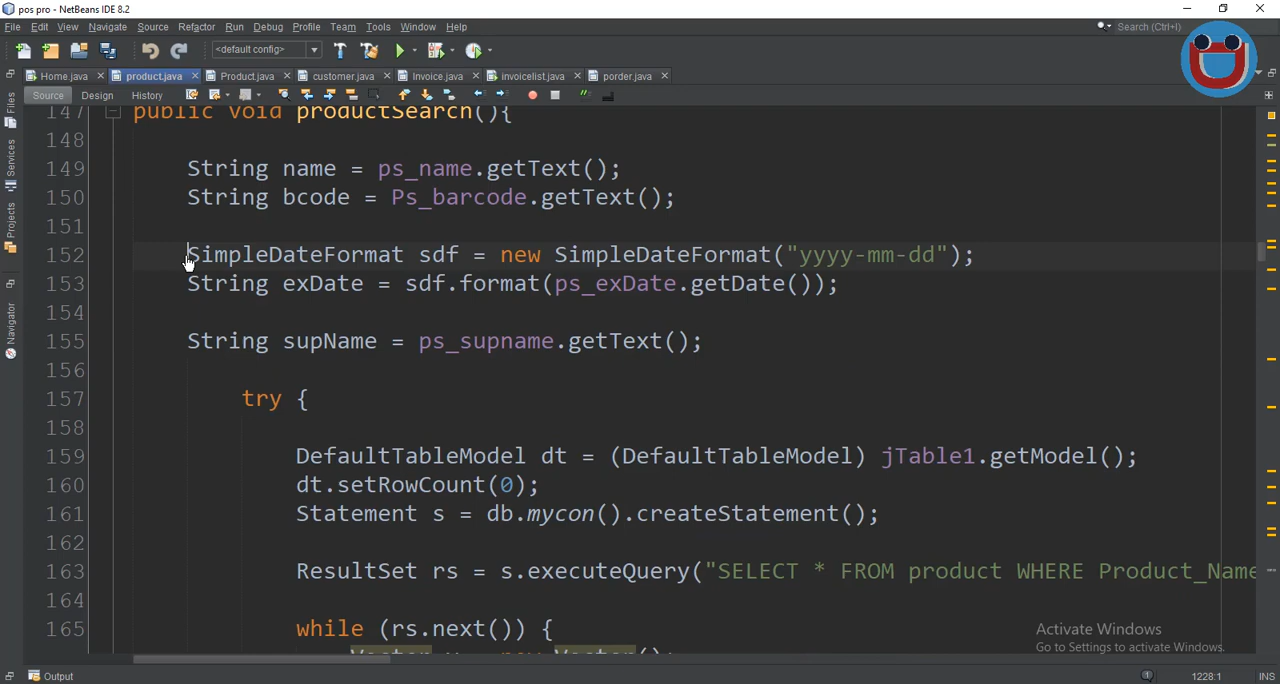 pos pro - NetBeans IDE 8.2
File Edit View Navigate Source Refactor Run Debug Profile Team Tools Window Help
Search (Ctrl+I)
<default config>
Home.java product.java Product.java customer.java Invoice.java invoicelist.java porder.java
Source Design History
Files
Services
Projects
Navigator
147 public void productSearch(){
148
149 String name = ps_name.getText();
150 String bcode = Ps_barcode.getText();
151
152 SimpleDateFormat sdf = new SimpleDateFormat("yyyy-mm-dd");
153 String exDate = sdf.format(ps_exDate.getDate());
154
155 String supName = ps_supname.getText();
156
157 try {
158
159 DefaultTableModel dt = (DefaultTableModel) jTable1.getModel();
160 dt.setRowCount(0);
161 Statement s = db.mycon().createStatement();
162
163 ResultSet rs = s.executeQuery("SELECT * FROM product WHERE Product_Name
164
165 while (rs.next()) {
Activate Windows
Go to Settings to activate Windows.
Output
1
1228:1
INS